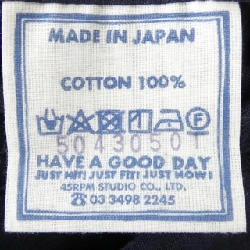 MADE IN JAPAN
COTTON 100%
50430501
HAVE A GOOD DAY
JUST HIT! JUST FIT! JUST NOW!
45RPM STUDIO CO., LTD.
☎03 3498 2245